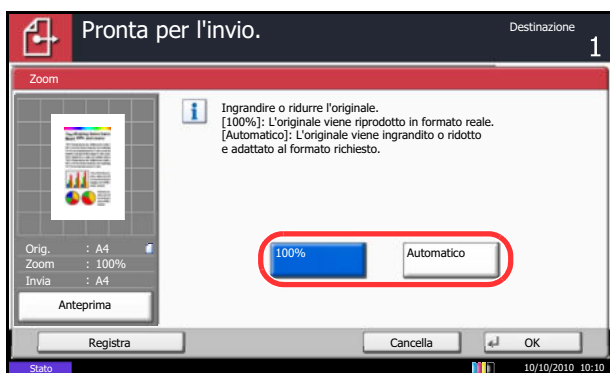 Pronta per l'invio.
Destinazione
1
Zoom
Ingrandire o ridurre l'originale.
[100%]: L'originale viene riprodotto in formato reale.
[Automatico]: L'originale viene ingrandito o ridotto
e adattato al formato richiesto.
Orig. : A4
Zoom : 100%
Invia : A4
100%
Automatico
Anteprima
Registra
Cancella
OK
Stato
10/10/2010 10:10